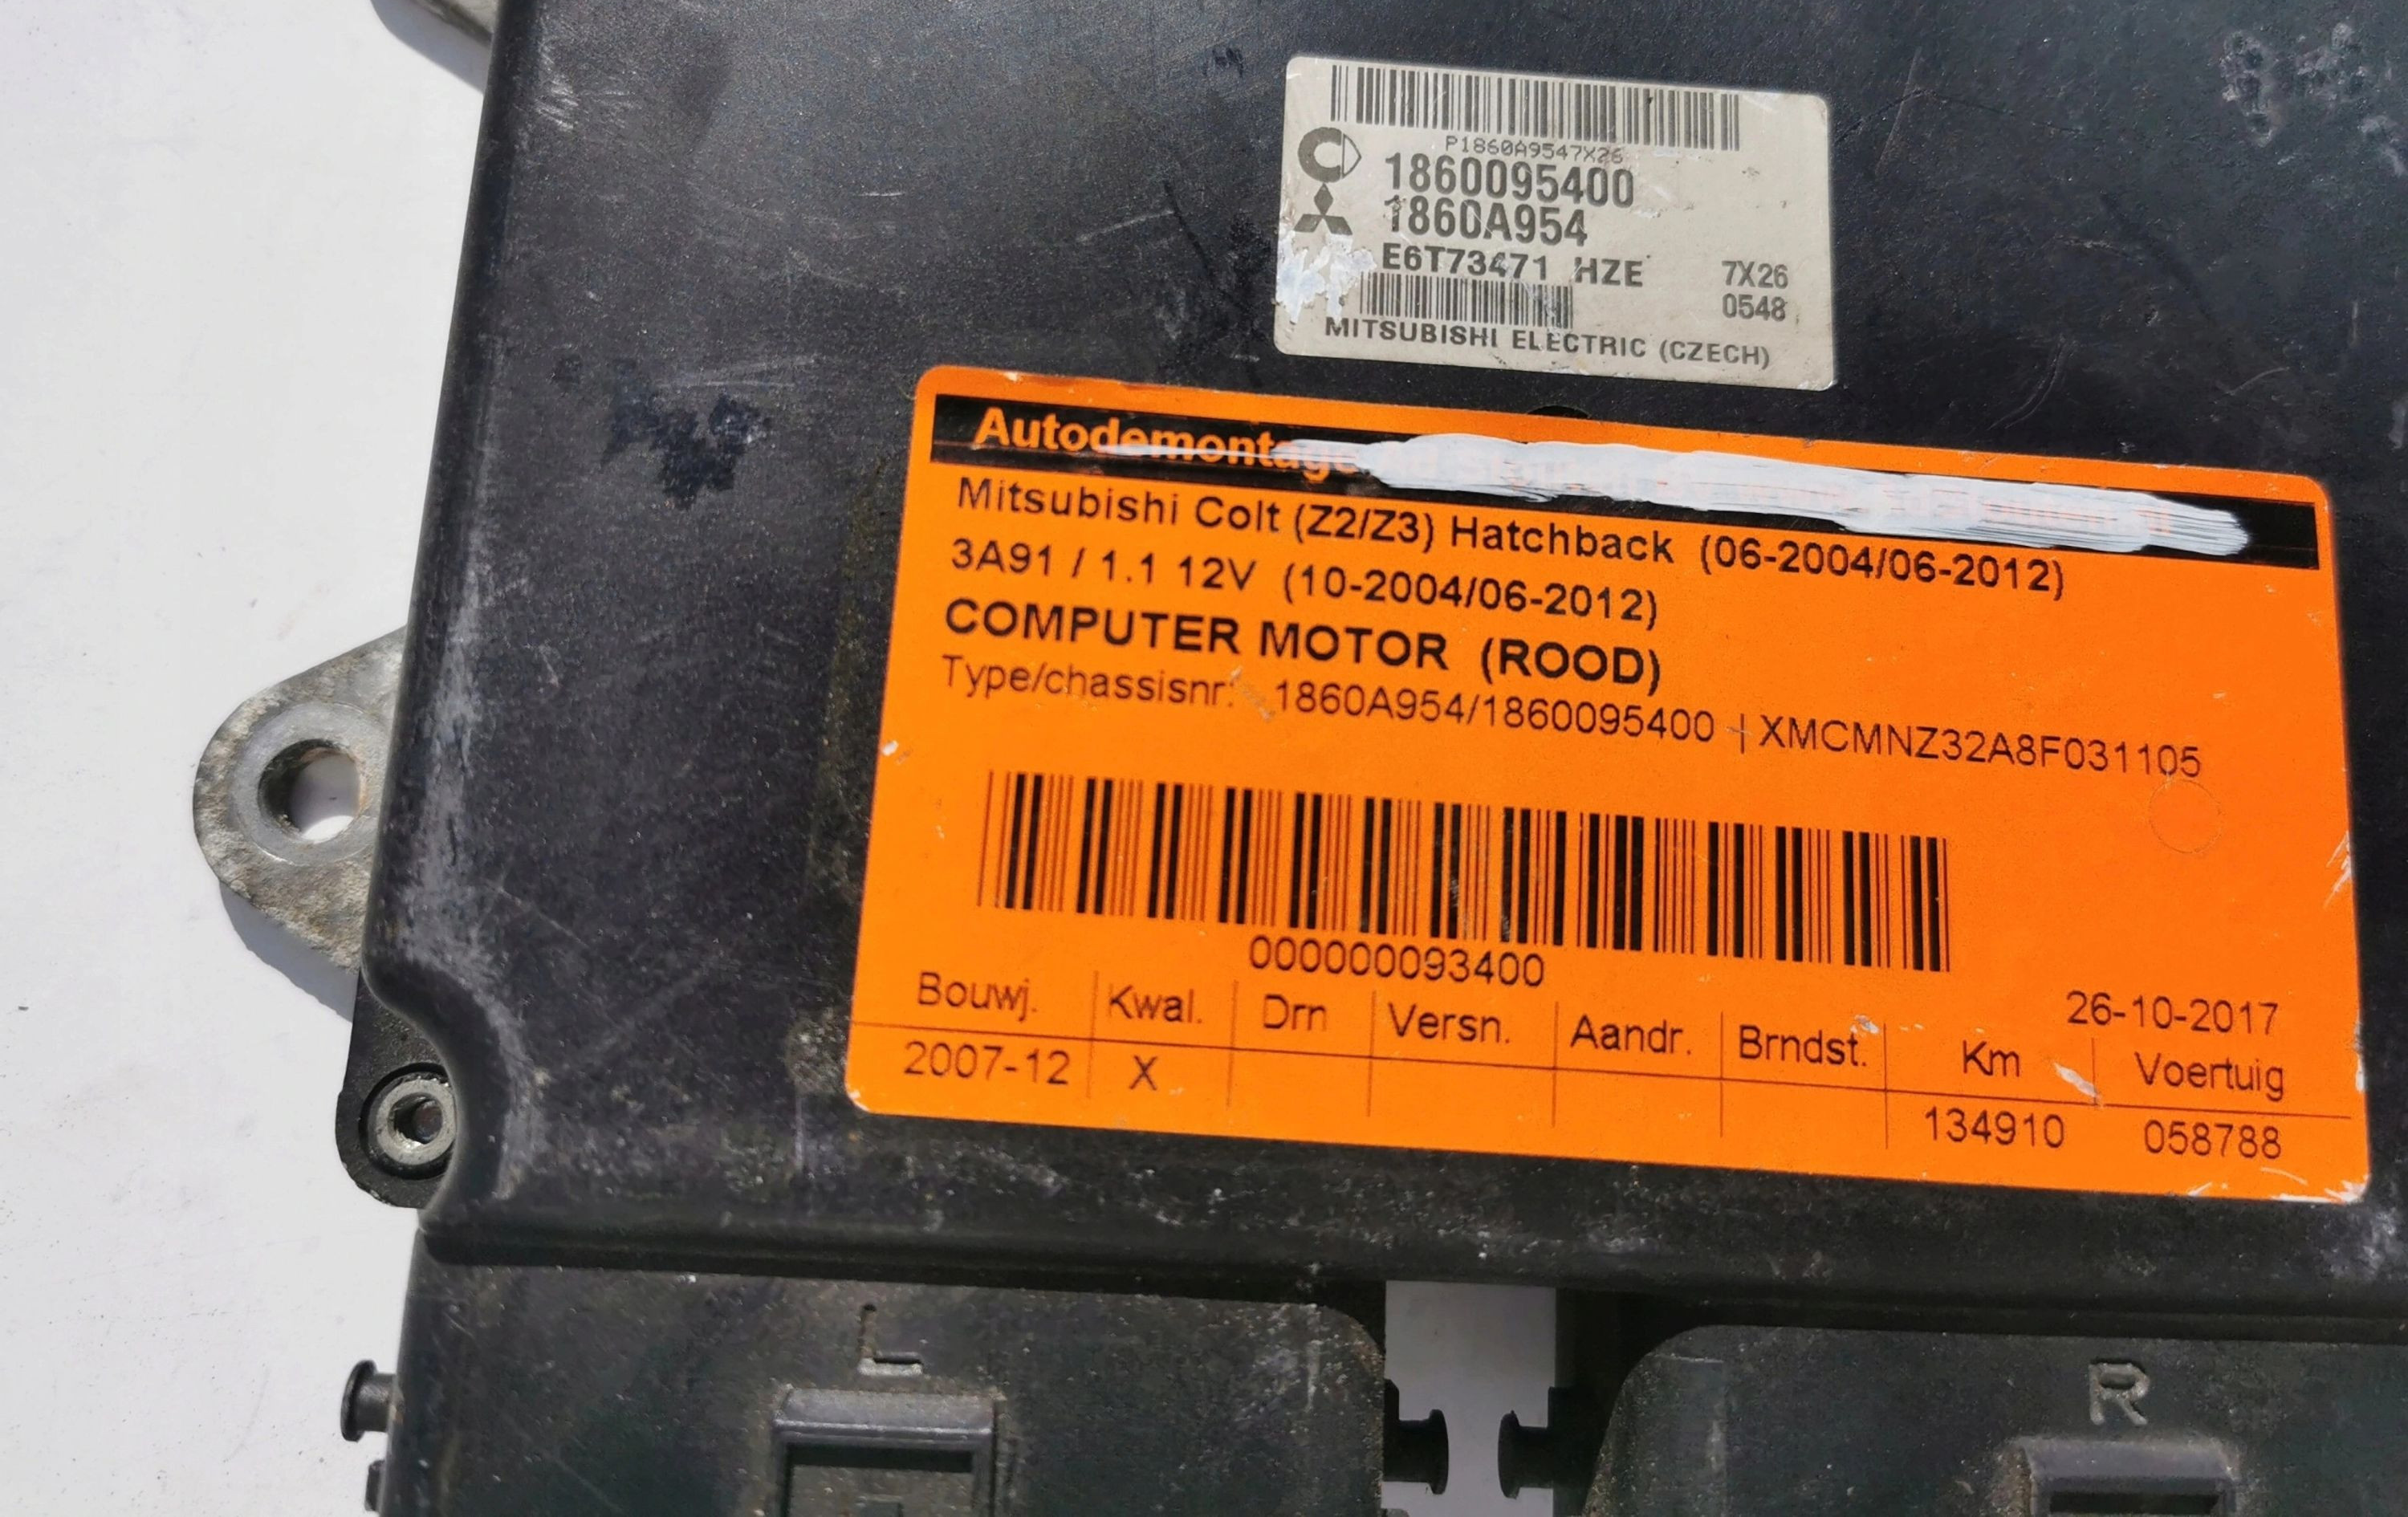 P1860A9547X26
1860095400
1860A954
E6T73471 HZE 7X26
0548
MITSUBISHI ELECTRIC (CZECH)
Autodemontage
Mitsubishi Colt (Z2/Z3) Hatchback (06-2004/06-2012)
3A91 / 1.1 12V (10-2004/06-2012)
COMPUTER MOTOR (ROOD)
Type/chassisnr: 1860A954/1860095400 | XMCMNZ32A8F031105
000000093400
26-10-2017
Bouwj. Kwal. Drn Versn. Aandr. Brndst. Km Voertuig
2007-12 X 134910 058788
L
R